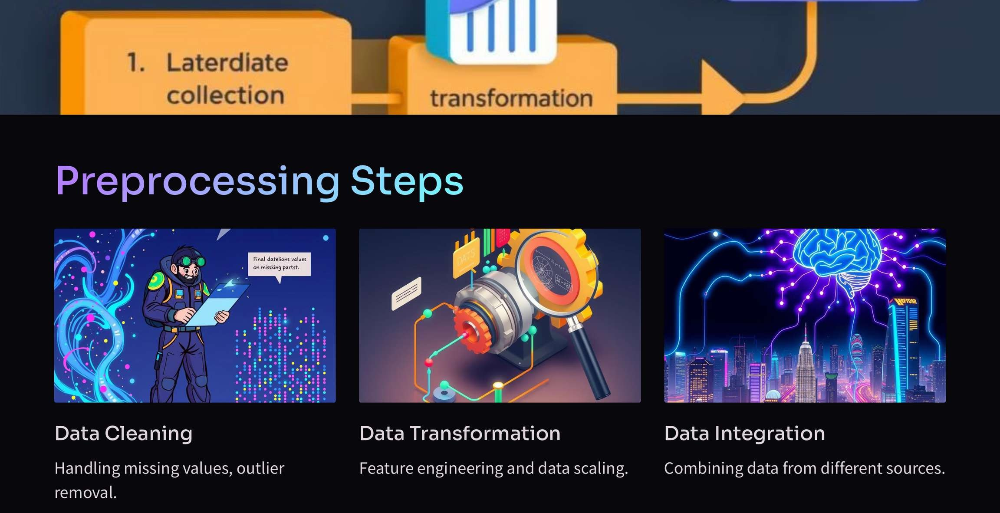 1. Laterdiate
collection
transformation
Preprocessing Steps
Final datelions values
on missking partst.
DATS
Data Cleaning
Handling missing values, outlier
removal.
Data Transformation
Feature engineering and data scaling.
Data Integration
Combining data from different sources.